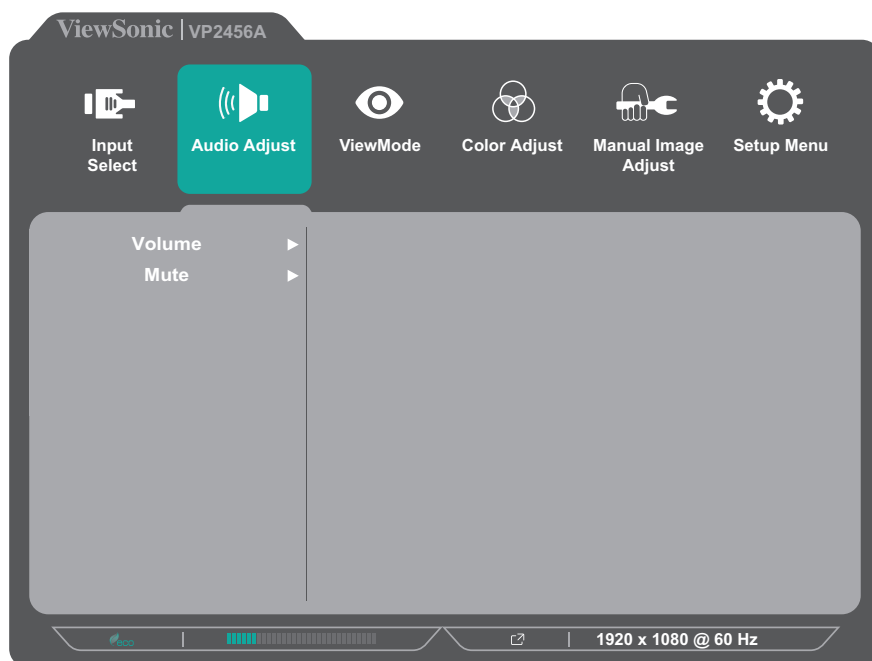 ViewSonic | VP2456A
Input
Select
Audio Adjust
ViewMode
Color Adjust
Manual Image
Adjust
Setup Menu
Volume
Mute
eco
1920 x 1080 @ 60 Hz